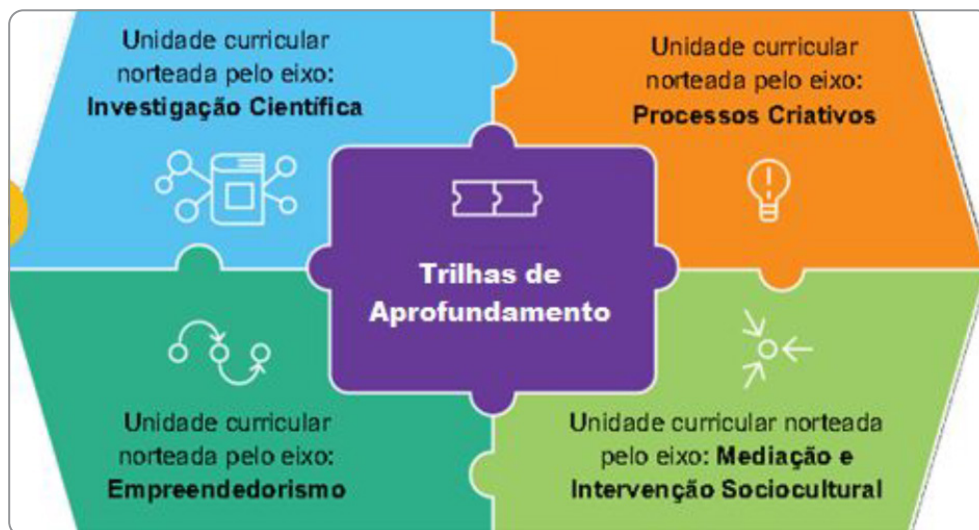 Unidade curricular
norteada pelo eixo:
Investigação Científica
Unidade curricular
norteada pelo eixo:
Processos Criativos
Trilhas de
Aprofundamento
Unidade curricular
norteada pelo eixo:
Empreendedorismo
Unidade curricular norteada
pelo eixo: Mediação e
Intervenção Sociocultural